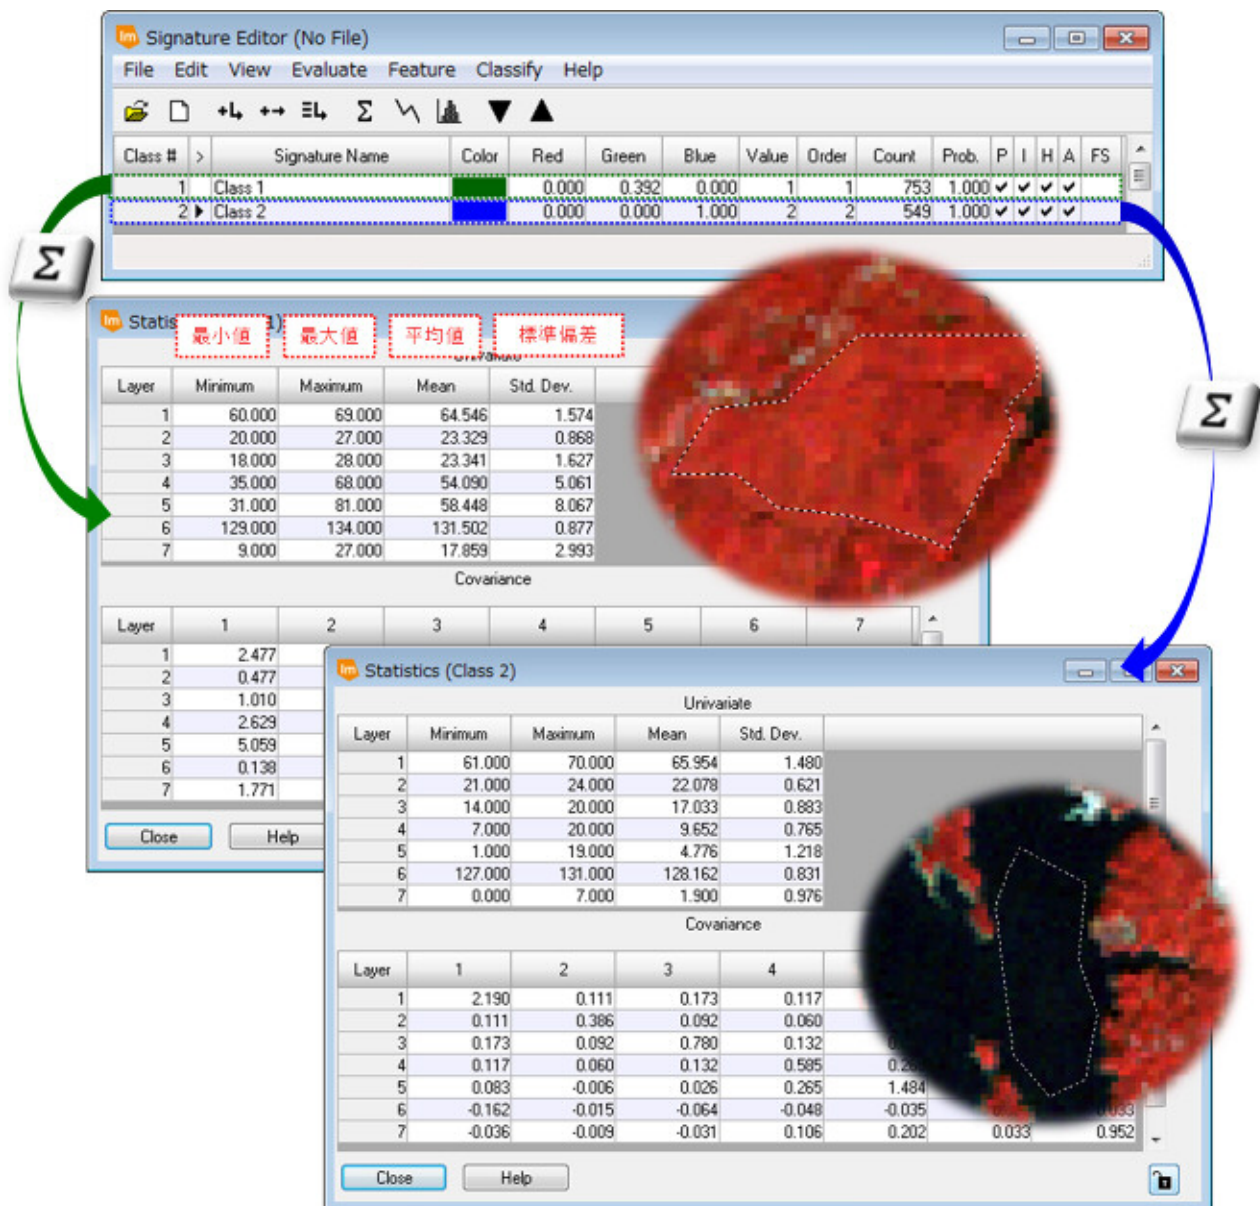 Signature Editor (No File)
File Edit View Evaluate Feature Classify Help
Σ
Class # > Signature Name Color Red Green Blue Value Order Count Prob. P I H A FS
1 Class 1 0.000 0.392 0.000 1 1 753 1.000 ✔ ✔ ✔ ✔
2 Class 2 0.000 0.000 1.000 2 2 549 1.000 ✔ ✔ ✔ ✔
Σ
Σ
最小値 最大値 平均値 標準偏差
Layer Minimum Maximum Mean Std. Dev.
1 60.000 69.000 64.546 1.574
2 20.000 27.000 23.329 0.868
3 18.000 28.000 23.341 1.627
4 35.000 68.000 54.090 5.061
5 31.000 81.000 58.448 8.067
6 129.000 134.000 131.502 0.877
7 9.000 27.000 17.859 2.993
Covariance
Layer 1 2 3 4 5 6 7
1 2.477
2 0.477
3 1.010
4 2.629
5 5.059
6 0.138
7 1.771
Close Help
Statistics (Class 2)
Univariate
Layer Minimum Maximum Mean Std. Dev.
1 61.000 70.000 65.954 1.480
2 21.000 24.000 22.078 0.621
3 14.000 20.000 17.033 0.883
4 7.000 20.000 9.652 0.765
5 1.000 19.000 4.776 1.218
6 127.000 131.000 128.162 0.831
7 0.000 7.000 1.900 0.976
Covariance
Layer 1 2 3 4
1 2.190 0.111 0.173 0.117
2 0.111 0.386 0.092 0.060
3 0.173 0.092 0.780 0.132
4 0.117 0.060 0.132 0.585
5 0.083 -0.006 0.026 0.265 1.484
6 -0.162 -0.015 -0.064 -0.048 -0.035
7 -0.036 -0.009 -0.031 0.106 0.202 0.033 0.952
Close Help